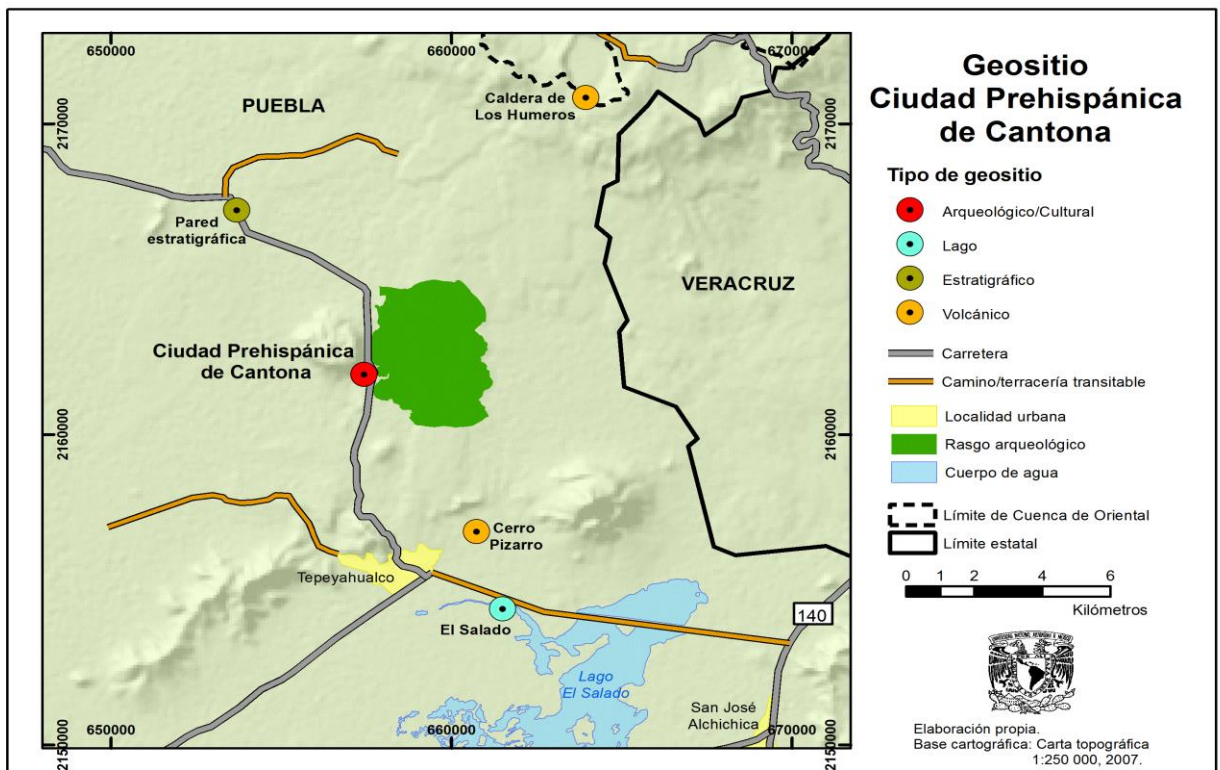 650000
660000
670000
PUEBLA
Caldera de
Los Humeros
2170000
2170000
Pared
estratigráfica
VERACRUZ
Ciudad Prehispánica
de Cantona
2160000
2160000
Cerro
Pizarro
Tepeyahualco
El Salado
140
Lago
El Salado
San José
Alchichica
2150000
2150000
650000
660000
670000
Geositio
Ciudad Prehispánica
de Cantona
Tipo de geositio
Arqueológico/Cultural
Lago
Estratigráfico
Volcánico
Carretera
Camino/terracería transitable
Localidad urbana
Rasgo arqueológico
Cuerpo de agua
Límite de Cuenca de Oriental
Límite estatal
0 1 2 4 6
Kilómetros
Elaboración propia.
Base cartográfica: Carta topográfica
1:250 000, 2007.